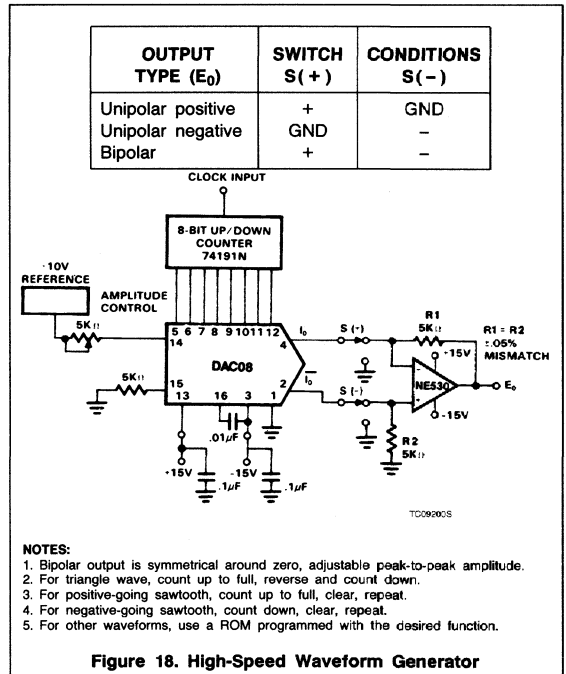 OUTPUT TYPE (E0) SWITCH S(+) CONDITIONS S(−)
Unipolar positive + GND
Unipolar negative GND −
Bipolar + −
CLOCK INPUT
8-BIT UP/DOWN
COUNTER
74191N
·10V
REFERENCE
AMPLITUDE
CONTROL
5KΩ
5 6 7 8 9 10 11 12
14
4
I0
S (+)
R1
5KΩ
R1 = R2
±.05%
MISMATCH
+15V
DAC08
5KΩ
15
2
I0
S (−)
−
+
NE530
E0
-15V
13
16
3
1
.01µF
R2
5KΩ
+15V
-15V
.1µF
.1µF
TC09200S
NOTES:
1. Bipolar output is symmetrical around zero, adjustable peak-to-peak amplitude.
2. For triangle wave, count up to full, reverse and count down.
3. For positive-going sawtooth, count up to full, clear, repeat.
4. For negative-going sawtooth, count down, clear, repeat.
5. For other waveforms, use a ROM programmed with the desired function.
Figure 18. High-Speed Waveform Generator